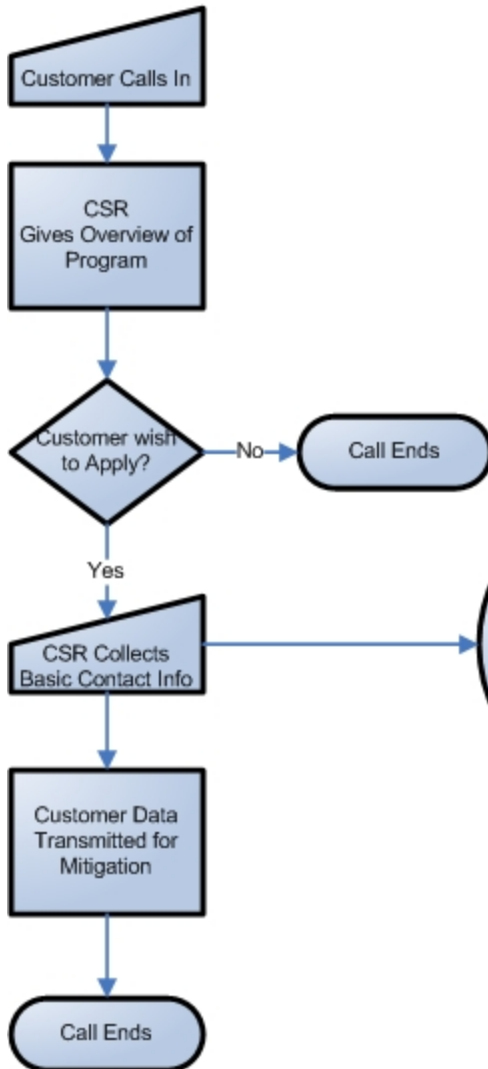 Customer Calls In
CSR
Gives Overview of
Program
Customer wish
to Apply?
No
Call Ends
Yes
CSR Collects
Basic Contact Info
Customer Data
Transmitted for
Mitigation
Call Ends